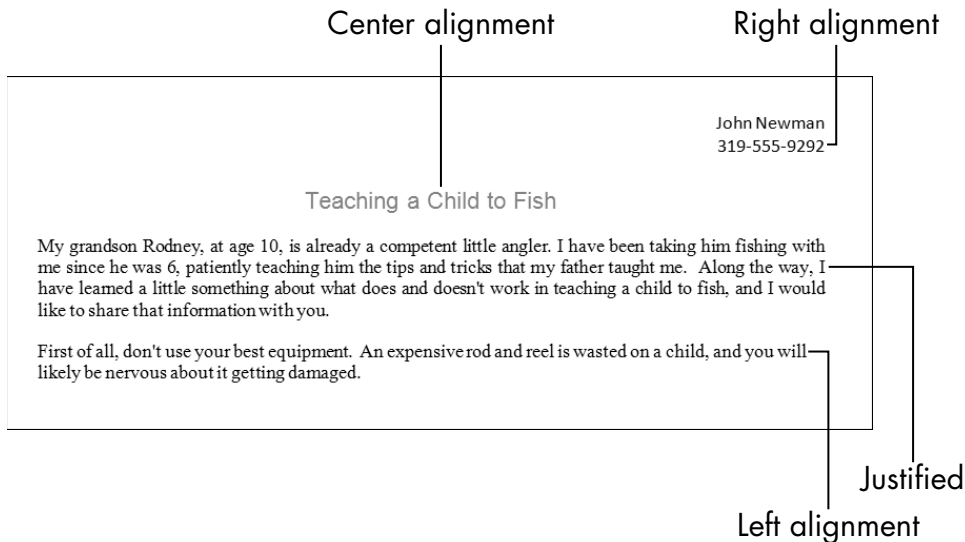 Center alignment
Right alignment
John Newman
319-555-9292
Teaching a Child to Fish
My grandson Rodney, at age 10, is already a competent little angler. I have been taking him fishing with
me since he was 6, patiently teaching him the tips and tricks that my father taught me.  Along the way, I
have learned a little something about what does and doesn't work in teaching a child to fish, and I would
like to share that information with you.
First of all, don't use your best equipment.  An expensive rod and reel is wasted on a child, and you will
likely be nervous about it getting damaged.
Justified
Left alignment